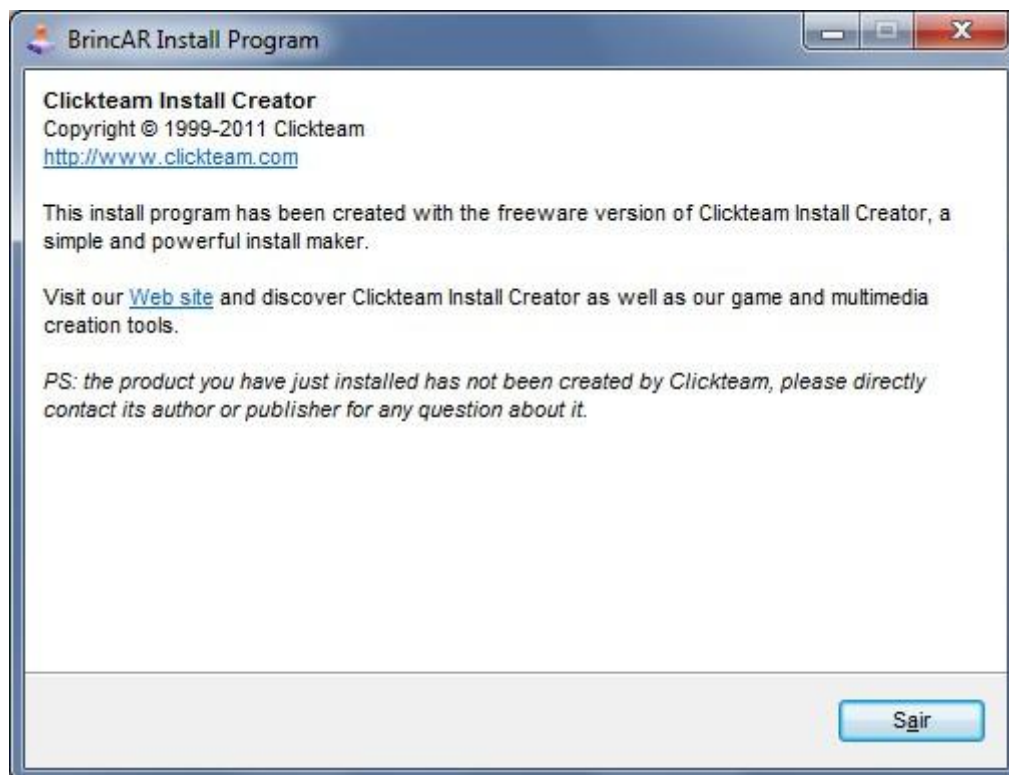 BrincAR Install Program
Clickteam Install Creator
Copyright © 1999-2011 Clickteam
http://www.clickteam.com
This install program has been created with the freeware version of Clickteam Install Creator, a
simple and powerful install maker.
Visit our Web site and discover Clickteam Install Creator as well as our game and multimedia
creation tools.
PS: the product you have just installed has not been created by Clickteam, please directly
contact its author or publisher for any question about it.
Sair